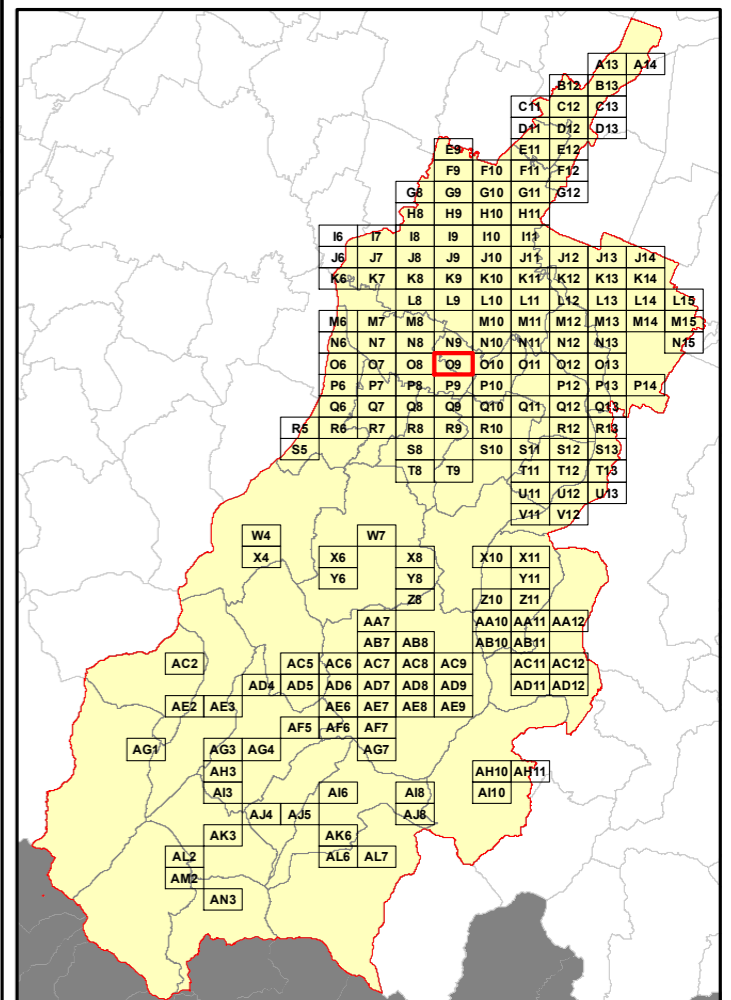 A13 A14
B12 B13
C11 C12 C13
D11 D12 D13
E9 E11 E12
F9 F10 F11 F12
G8 G9 G10 G11 G12
H8 H9 H10 H11
I6 I7 I8 I9 I10 I11
J6 J7 J8 J9 J10 J11 J12 J13 J14
K6 K7 K8 K9 K10 K11 K12 K13 K14
L8 L9 L10 L11 L12 L13 L14 L15
M6 M7 M8 M10 M11 M12 M13 M14 M15
N6 N7 N8 N9 N10 N11 N12 N13 N15
O6 O7 O8 O9 O10 O11 O12 O13
P6 P7 P8 P9 P10 P12 P13 P14
Q6 Q7 Q8 Q9 Q10 Q11 Q12 Q13
R5 R6 R7 R8 R9 R10 R12 R13
S5 S8 S10 S11 S12 S13
T8 T9 T11 T12 T13
U11 U12 U13
V11 V12
W4 W7
X4 X6 X8 X10 X11
Y6 Y8 Y11
Z8 Z10 Z11
AA7 AA10 AA11 AA12
AB7 AB8 AB10 AB11
AC2 AC5 AC6 AC7 AC8 AC9 AC11 AC12
AD4 AD5 AD6 AD7 AD8 AD9 AD11 AD12
AE2 AE3 AE6 AE7 AE8 AE9
AF5 AF6 AF7
AG1 AG3 AG4 AG7
AH3 AH10 AH11
AI3 AI6 AI8 AI10
AJ4 AJ5 AJ8
AK3 AK6
AL2 AL6 AL7
AM2
AN3